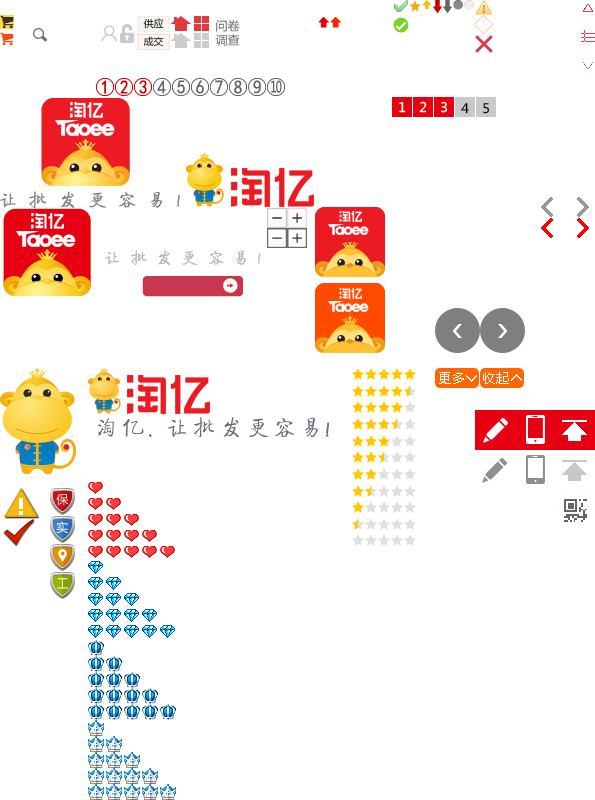 供应
成交
问卷
调查
①②③④⑤⑥⑦⑧⑨⑩
1 2 3 4 5
淘亿
Taoee
淘亿
让批发更容易!
淘亿
Taoee
让批发更容易!
淘亿
Taoee
淘亿
Taoee
更多 收起
淘亿
淘亿.让批发更容易!
保
实
工